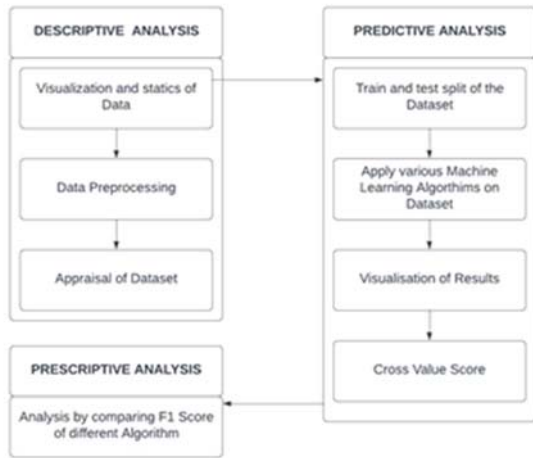 DESCRIPTIVE ANALYSIS
Visualization and statics of
Data
Data Preprocessing
Appraisal of Dataset
PREDICTIVE ANALYSIS
Train and test split of the
Dataset
Apply various Machine
Learning Algorthims on
Dataset
Visualisation of Results
Cross Value Score
PRESCRIPTIVE ANALYSIS
Analysis by comparing F1 Score
of different Algorithm